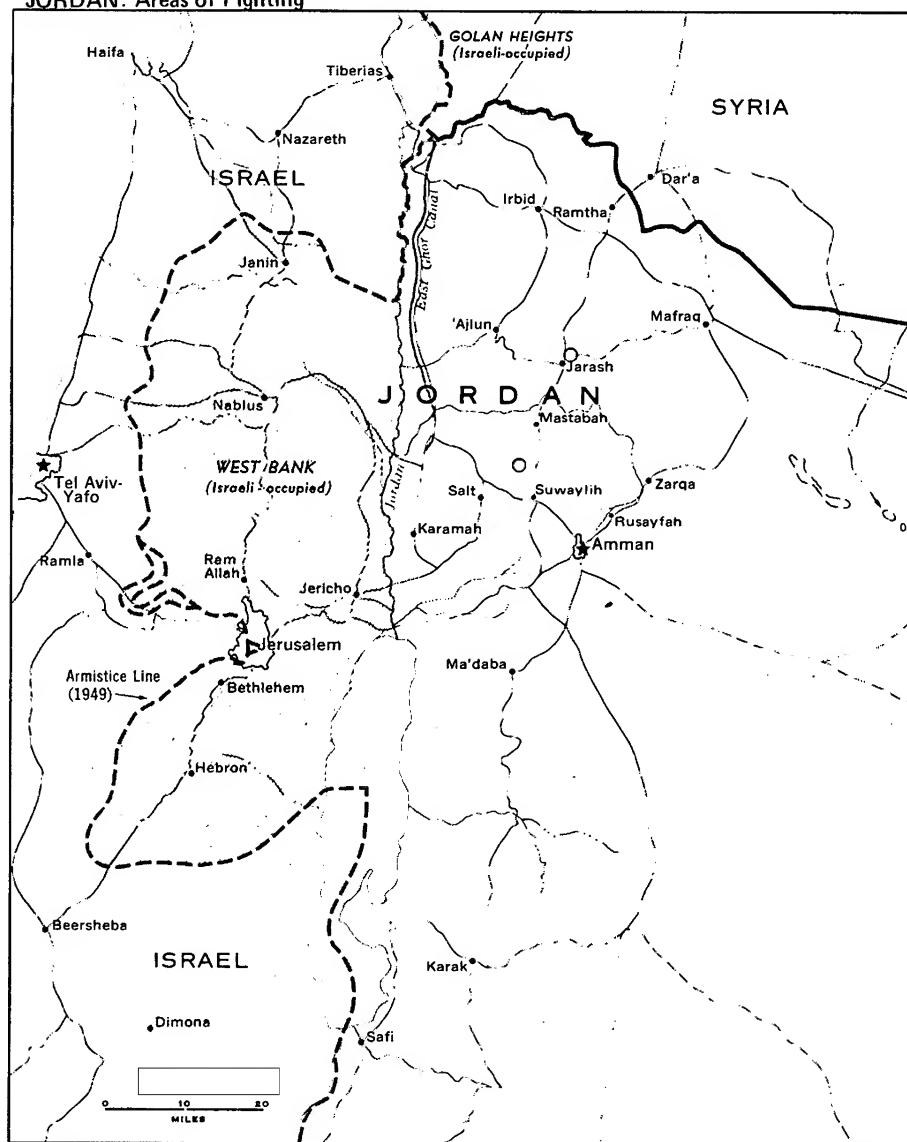 JORDAN: Areas of Fighting
GOLAN HEIGHTS
(Israeli-occupied)
Haifa
Tiberias
SYRIA
Nazareth
ISRAEL
Dar'a
Irbid
Ramtha
East Ghor Canal
Janin
'Ajlun
Mafraq
Jarash
JORDAN
Nablus
Mastabah
WEST BANK
(Israeli-occupied)
Tel Aviv-
Yafo
Jordan
Salt
Suwaylih
Zarqa
Karamah
Rusayfah
Amman
Ramla
Ram
Allah
Jericho
Jerusalem
Ma'daba
Armistice Line
(1949)
Bethlehem
Hebron
Beersheba
ISRAEL
Karak
Dimona
Safi
0 10 20
MILES